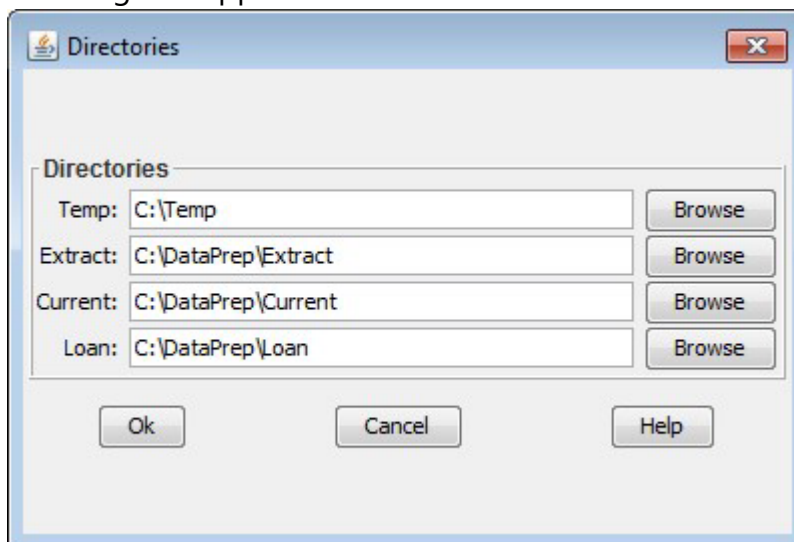 Directories
Directories
Temp: C:\Temp Browse
Extract: C:\DataPrep\Extract Browse
Current: C:\DataPrep\Current Browse
Loan: C:\DataPrep\Loan Browse
Ok Cancel Help